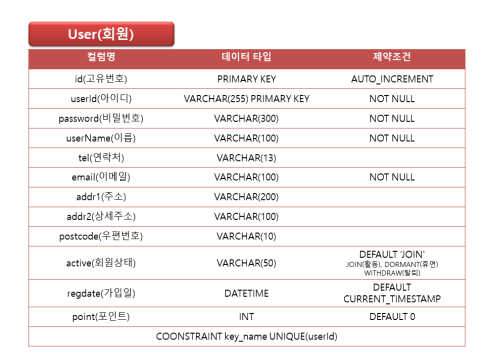 User(회원)
컬럼명 데이터 타입 제약조건
id(고유번호) PRIMARY KEY AUTO_INCREMENT
userId(아이디) VARCHAR(255) PRIMARY KEY NOT NULL
password(비밀번호) VARCHAR(300) NOT NULL
userName(이름) VARCHAR(100) NOT NULL
tel(연락처) VARCHAR(13)
email(이메일) VARCHAR(100) NOT NULL
addr1(주소) VARCHAR(200)
addr2(상세주소) VARCHAR(100)
postcode(우편번호) VARCHAR(10)
active(회원상태) VARCHAR(50) DEFAULT 'JOIN'
JOIN(활동), DORMANT(휴면)
WITHDRAW(탈퇴)
regdate(가입일) DATETIME DEFAULT
CURRENT_TIMESTAMP
point(포인트) INT DEFAULT 0
COONSTRAINT key_name UNIQUE(userId)